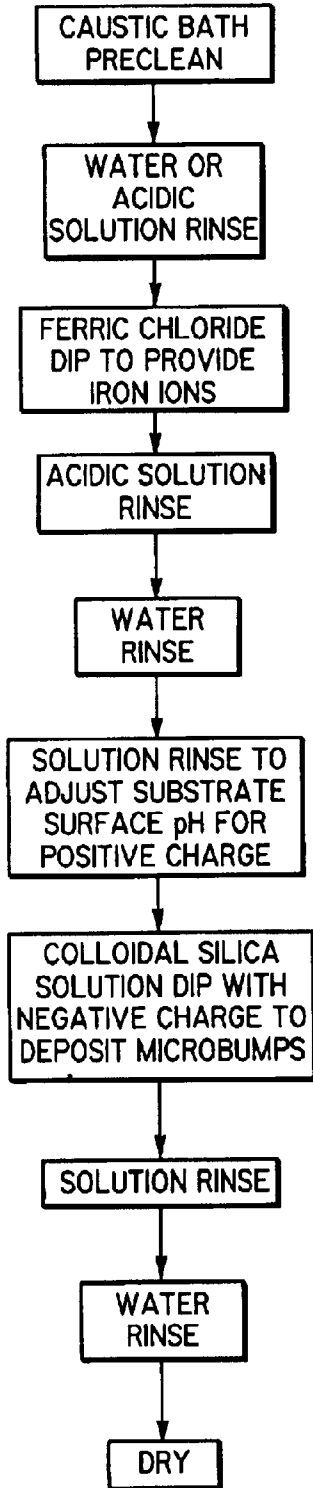 CAUSTIC BATH
PRECLEAN
WATER OR
ACIDIC
SOLUTION RINSE
FERRIC CHLORIDE
DIP TO PROVIDE
IRON IONS
ACIDIC SOLUTION
RINSE
WATER
RINSE
SOLUTION RINSE TO
ADJUST SUBSTRATE
SURFACE pH FOR
POSITIVE CHARGE
COLLOIDAL SILICA
SOLUTION DIP WITH
NEGATIVE CHARGE TO
DEPOSIT MICROBUMPS
SOLUTION RINSE
WATER
RINSE
DRY